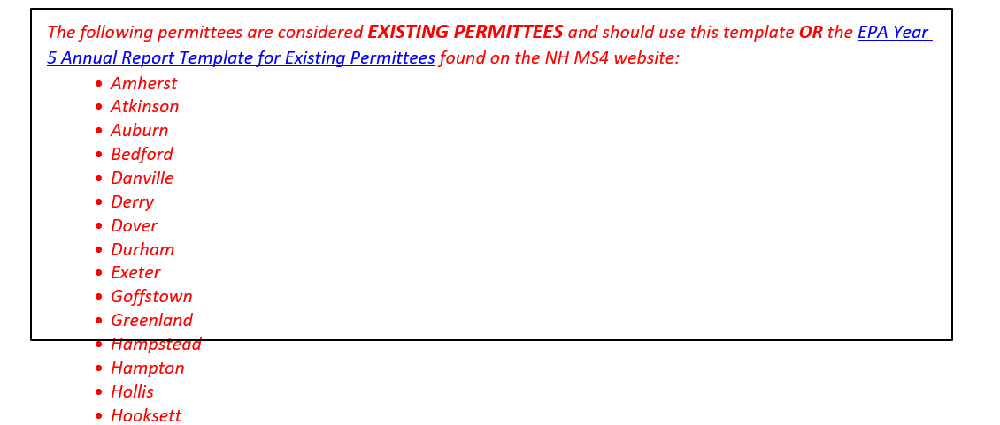 The following permittees are considered EXISTING PERMITTEES and should use this template OR the EPA Year
5 Annual Report Template for Existing Permittees found on the NH MS4 website:
• Amherst
• Atkinson
• Auburn
• Bedford
• Danville
• Derry
• Dover
• Durham
• Exeter
• Goffstown
• Greenland
• Hampstead
• Hampton
• Hollis
• Hooksett